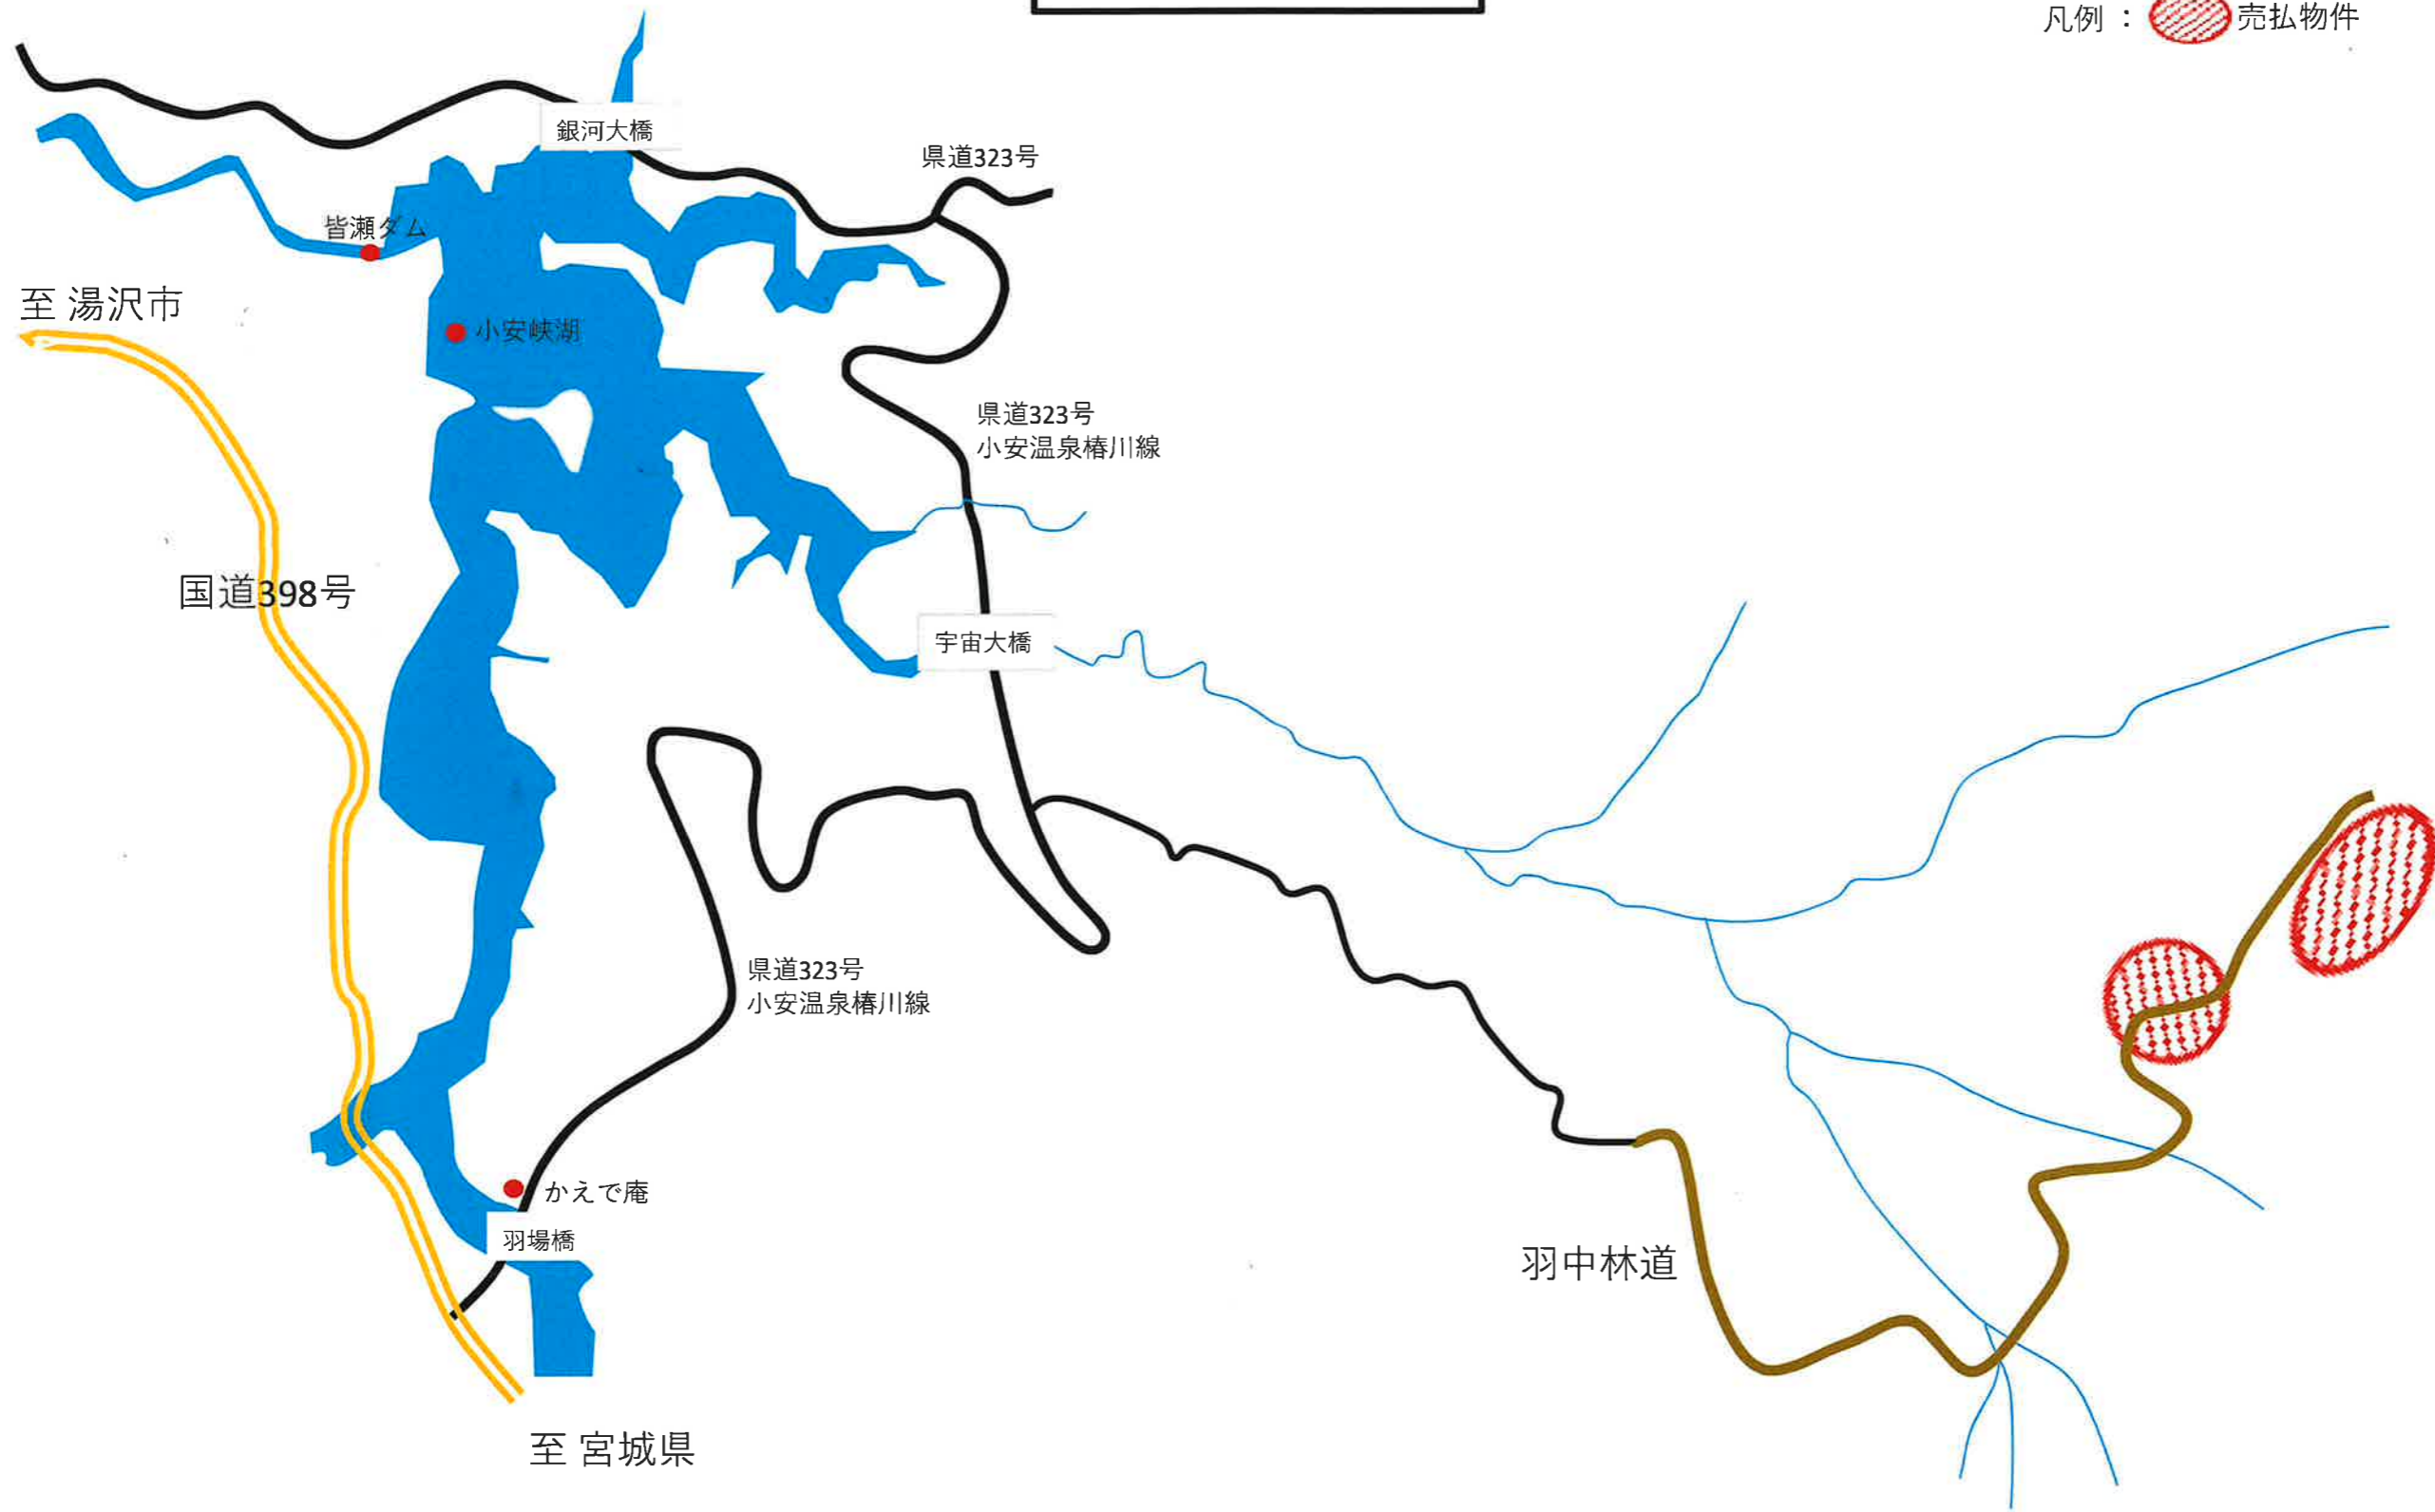 凡例 : 売払物件
銀河大橋
県道323号
皆瀬ダム
至 湯沢市
小安峡湖
県道323号
小安温泉椿川線
国道398号
宇宙大橋
県道323号
小安温泉椿川線
かえで庵
羽場橋
羽中林道
至 宮城県